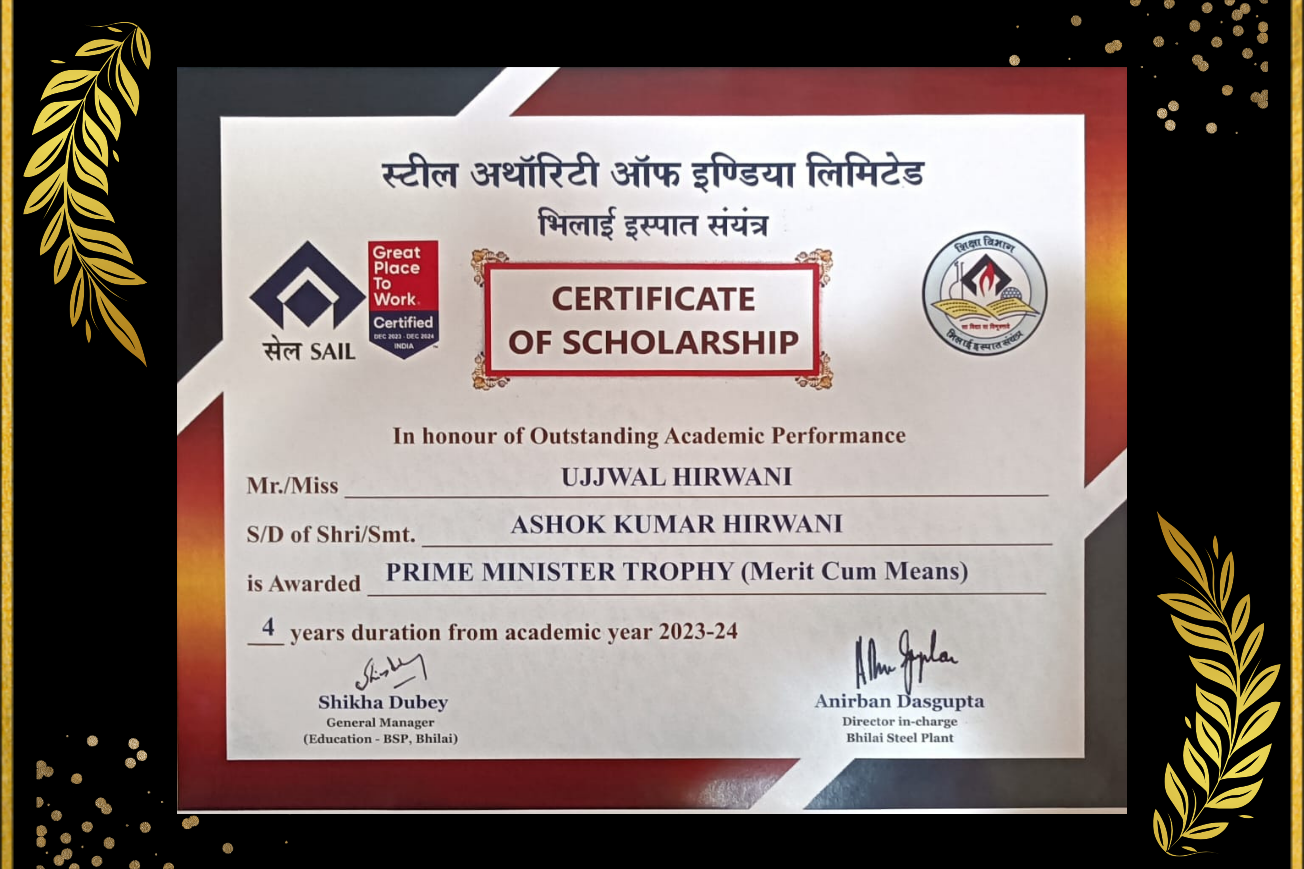 स्टील अथॉरिटी ऑफ इण्डिया लिमिटेड
भिलाई इस्पात संयंत्र
Great
Place
To
Work.
Certified
DEC 2023 - DEC 2024
INDIA
™
सेल SAIL
CERTIFICATE
OF SCHOLARSHIP
शिक्षा विभाग
सा विद्या या विमुक्तये
भिलाई इस्पात संयंत्र
In honour of Outstanding Academic Performance
Mr./Miss UJJWAL HIRWANI
S/D of Shri/Smt. ASHOK KUMAR HIRWANI
is Awarded PRIME MINISTER TROPHY (Merit Cum Means)
4 years duration from academic year 2023-24
Shikha Dubey
General Manager
(Education - BSP, Bhilai)
Anirban Dasgupta
Director in-charge
Bhilai Steel Plant